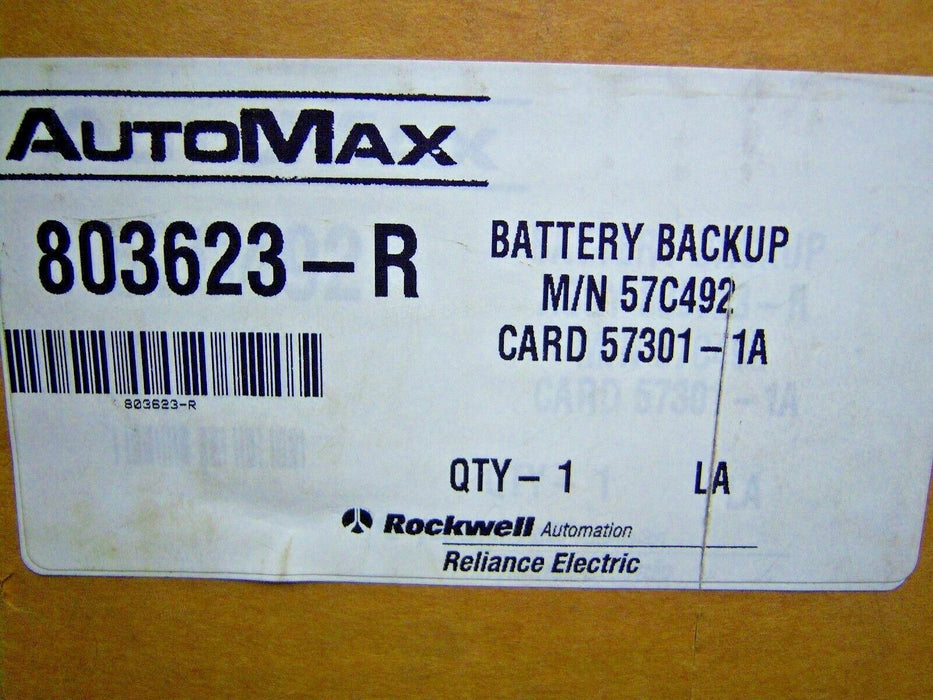 AUTOMAX
803623-R
803623-R
BATTERY BACKUP
M/N 57C492
CARD 57301-1A
QTY-1 LA
Rockwell Automation
Reliance Electric